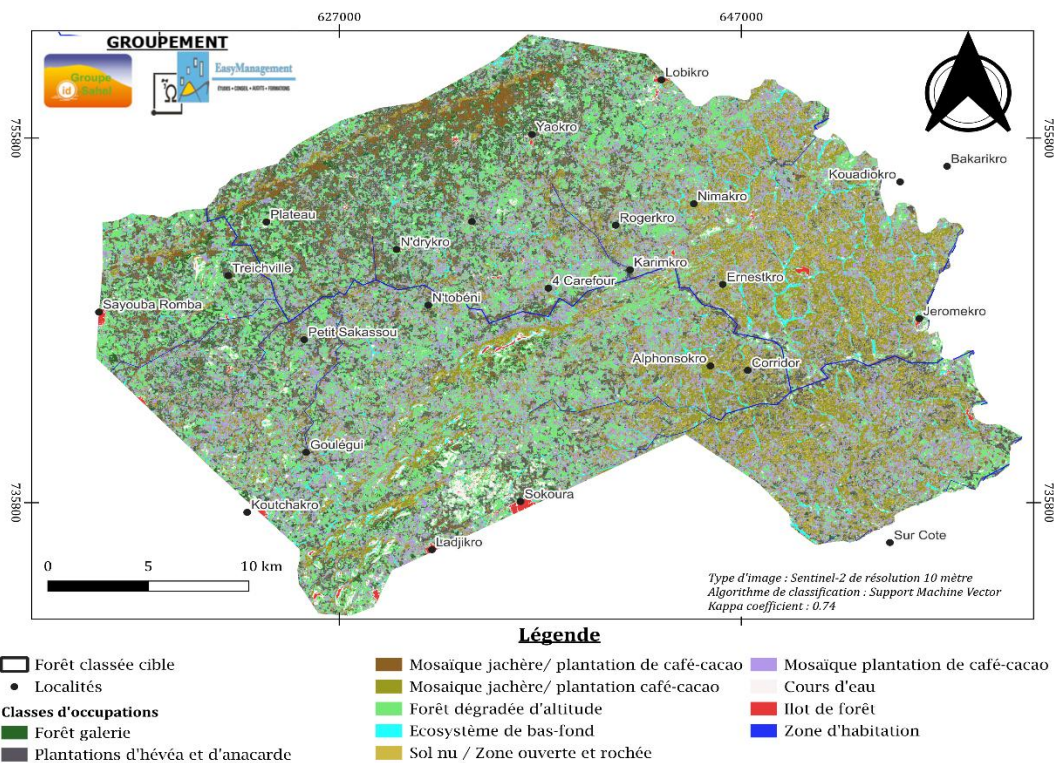 627000
647000
GROUPEMENT
Groupe
id Sahel
EasyManagement
ÉTUDES • CONSEIL • AUDITS • FORMATIONS
755800
755800
Lobikro
Yaokro
Bakarikro
Kouadiokro
Nimakro
Plateau
Rogerkro
N'drykro
Karimkro
Treichville
4 Carefour
Ernestkro
Sayouba Romba
N'tobéni
Jeromekro
Petit Sakassou
Alphonsokro
Corridor
Goulégui
735800
735800
Koutchakro
Sokoura
Sur Cote
Ladjikro
0
5
10 km
Type d'image : Sentinel-2 de résolution 10 mètre
Algorithme de classification : Support Machine Vector
Kappa coefficient : 0.74
Légende
Forêt classée cible
Localités
Classes d'occupations
Forêt galerie
Plantations d'hévéa et d'anacarde
Mosaïque jachère/ plantation de café-cacao
Mosaique jachère/ plantation café-cacao
Forêt dégradée d'altitude
Ecosystème de bas-fond
Sol nu / Zone ouverte et rochée
Mosaïque plantation de café-cacao
Cours d'eau
Ilot de forêt
Zone d'habitation